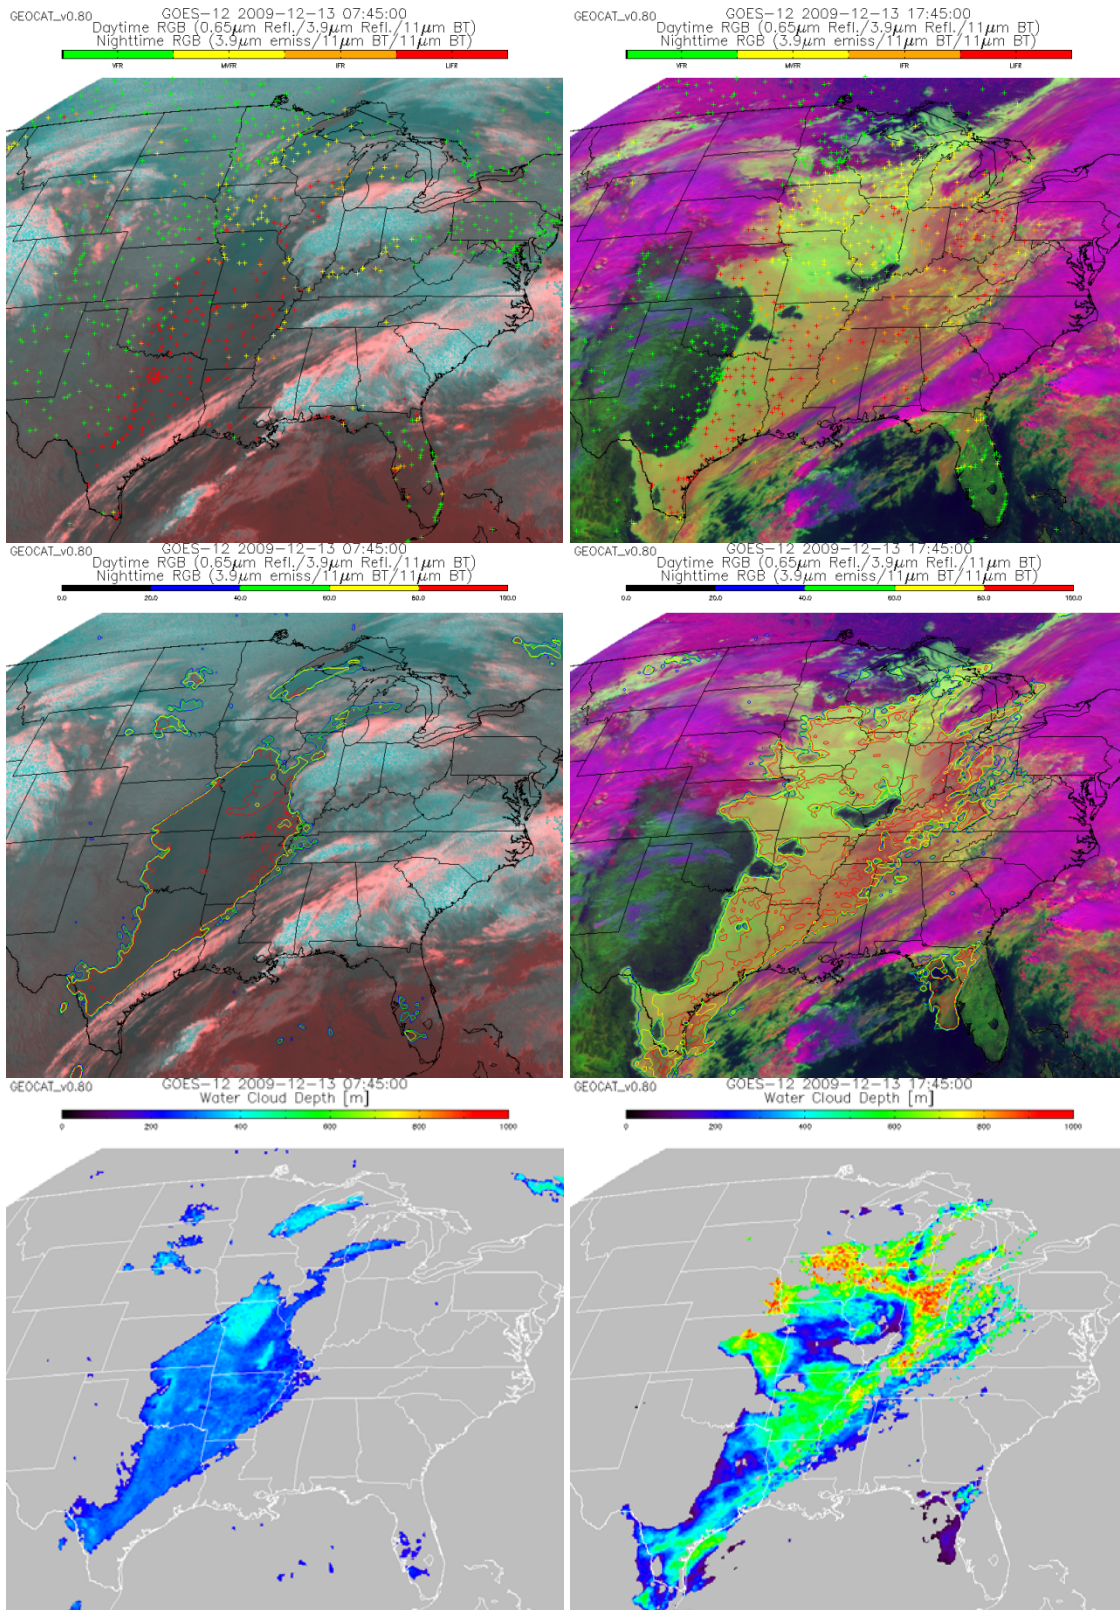 GEOCAT_v0.80
GOES-12 2009-12-13 07:45:00
Daytime RGB (0.65μm Refl./3.9μm Refl./11μm BT)
Nighttime RGB (3.9μm emiss/11μm BT/11μm BT)
VFR MVFR IFR LIFR
GEOCAT_v0.80
GOES-12 2009-12-13 17:45:00
Daytime RGB (0.65μm Refl./3.9μm Refl./11μm BT)
Nighttime RGB (3.9μm emiss/11μm BT/11μm BT)
VFR MVFR IFR LIFR
GEOCAT_v0.80
GOES-12 2009-12-13 07:45:00
Daytime RGB (0.65μm Refl./3.9μm Refl./11μm BT)
Nighttime RGB (3.9μm emiss/11μm BT/11μm BT)
0.0 20.0 40.0 60.0 80.0 100.0
GEOCAT_v0.80
GOES-12 2009-12-13 17:45:00
Daytime RGB (0.65μm Refl./3.9μm Refl./11μm BT)
Nighttime RGB (3.9μm emiss/11μm BT/11μm BT)
0.0 20.0 40.0 60.0 80.0 100.0
GEOCAT_v0.80
GOES-12 2009-12-13 07:45:00
Water Cloud Depth [m]
0 200 400 600 800 1000
GEOCAT_v0.80
GOES-12 2009-12-13 17:45:00
Water Cloud Depth [m]
0 200 400 600 800 1000